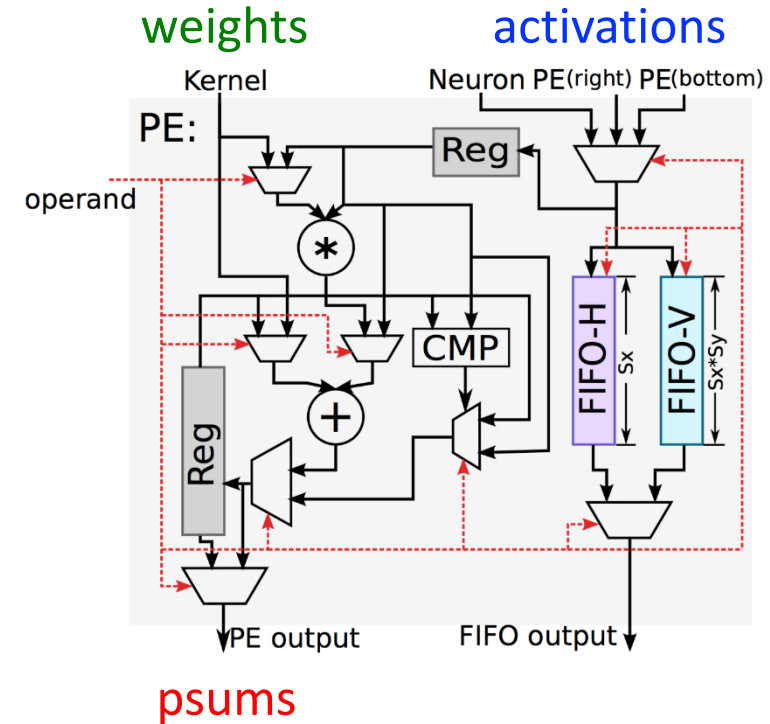 weights
activations
Kernel
Neuron PE(right) PE(bottom)
PE:
Reg
operand
*
FIFO-H
Sx
FIFO-V
Sx*Sy
CMP
+
Reg
PE output
FIFO output
psums